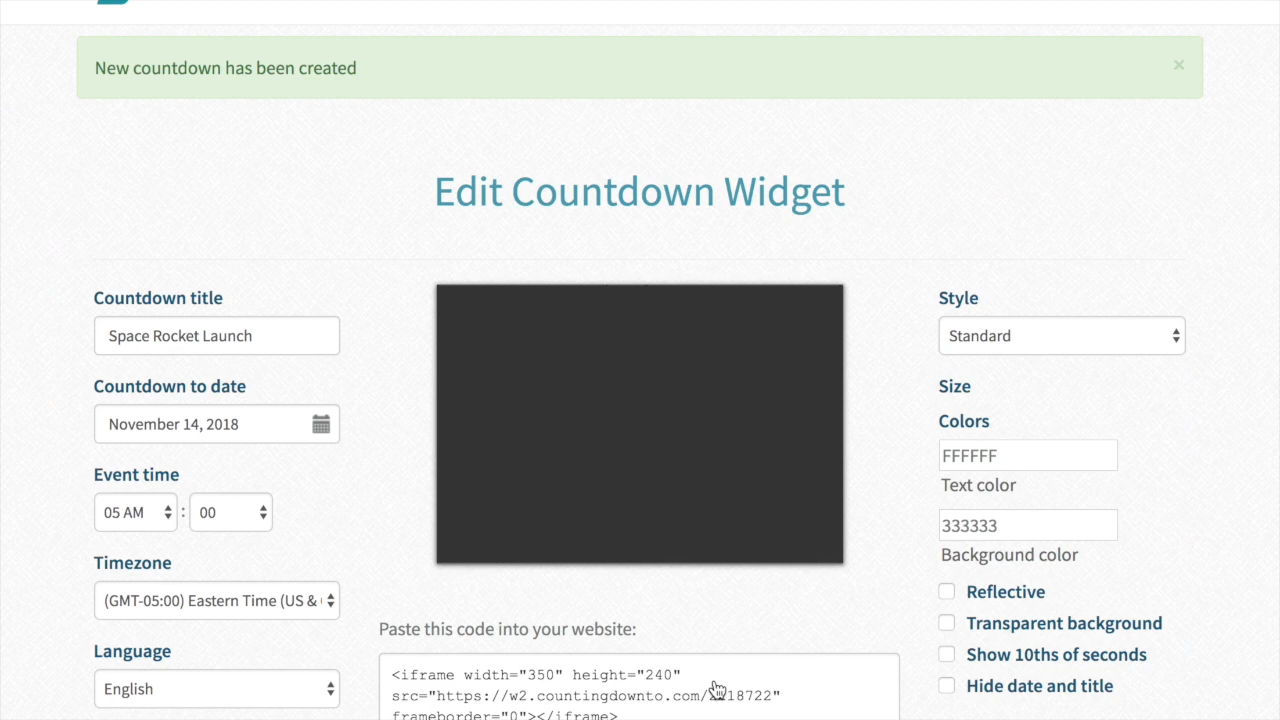 New countdown has been created
×
Edit Countdown Widget
Countdown title
Space Rocket Launch
Countdown to date
November 14, 2018
Event time
05 AM : 00
Timezone
(GMT-05:00) Eastern Time (US &
Language
English
Paste this code into your website:
<iframe width="350" height="240"
frameborder="0"></iframe>
Style
Standard
Size
Colors
FFFFFF
Text color
333333
Background color
Reflective
Transparent background
Show 10ths of seconds
Hide date and title